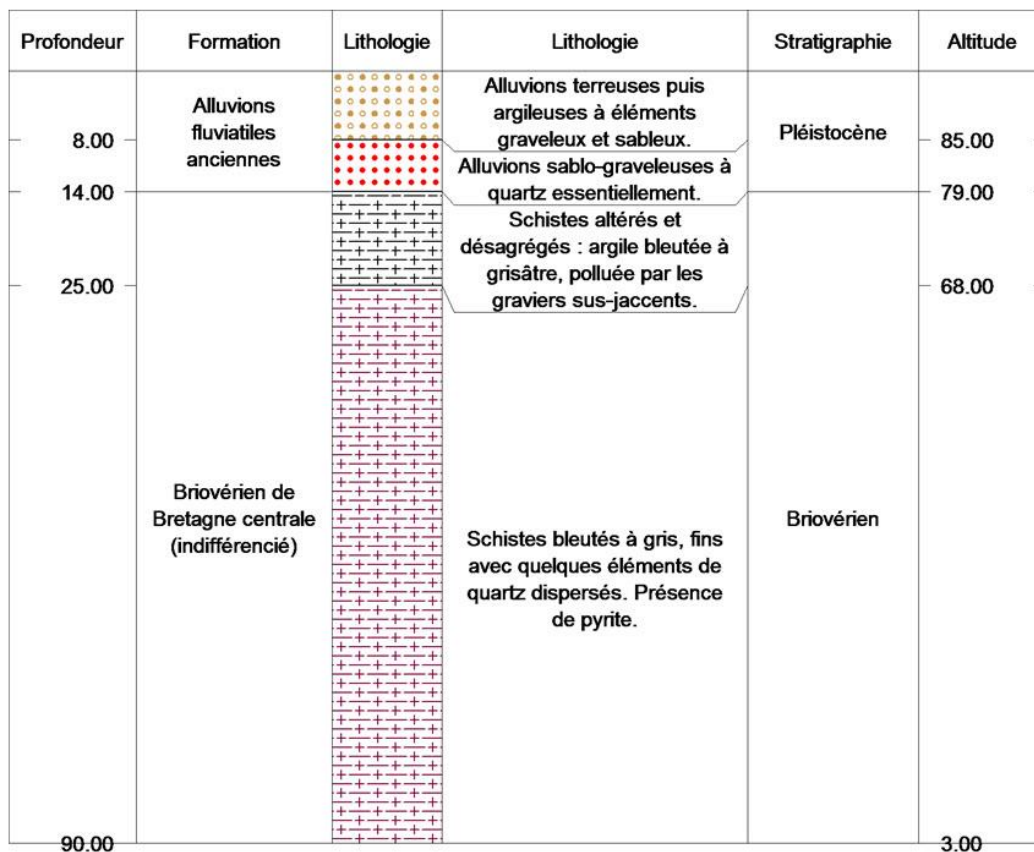 Profondeur Formation Lithologie Lithologie Stratigraphie Altitude
Alluvions
fluviatiles
anciennes
Alluvions terreuses puis
argileuses à éléments
graveleux et sableux.
Pléistocène
8.00
85.00
Alluvions sablo-graveleuses à
quartz essentiellement.
14.00
79.00
Schistes altérés et
désagrégés : argile bleutée à
grisâtre, polluée par les
graviers sus-jaccents.
25.00
68.00
Briovérien de
Bretagne centrale
(indifférencié)
Schistes bleutés à gris, fins
avec quelques éléments de
quartz dispersés. Présence
de pyrite.
Briovérien
90.00
3.00